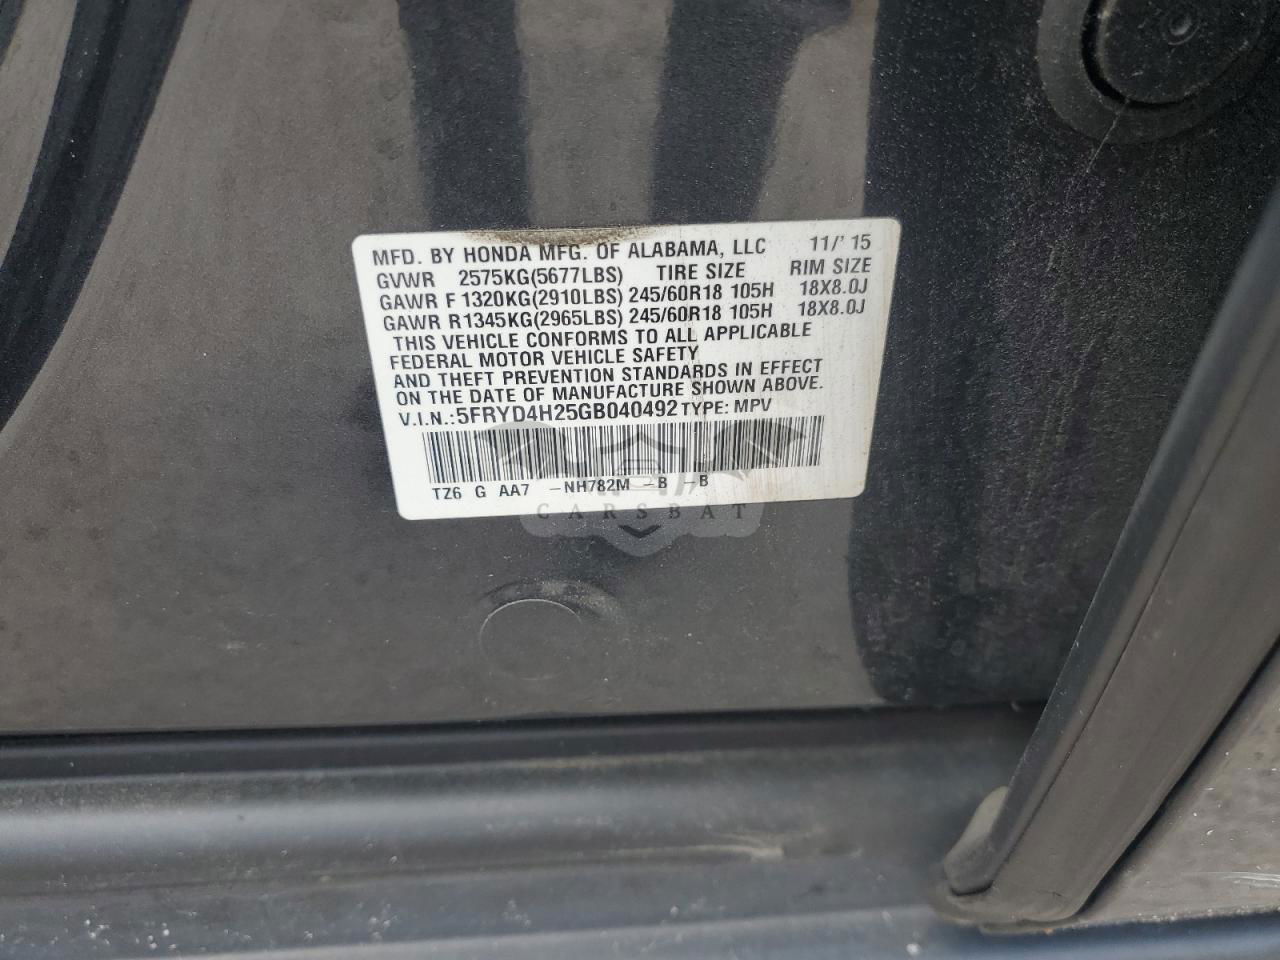 MFD. BY HONDA MFG. OF ALABAMA, LLC 11/' 15
GVWR 2575KG(5677LBS) TIRE SIZE RIM SIZE
GAWR F 1320KG(2910LBS) 245/60R18 105H 18X8.0J
GAWR R1345KG(2965LBS) 245/60R18 105H 18X8.0J
THIS VEHICLE CONFORMS TO ALL APPLICABLE
FEDERAL MOTOR VEHICLE SAFETY
AND THEFT PREVENTION STANDARDS IN EFFECT
ON THE DATE OF MANUFACTURE SHOWN ABOVE.
V.I.N.:5FRYD4H25GB040492 TYPE: MPV
TZ6 G AA7 -NH782M -B -B
CARSBAT